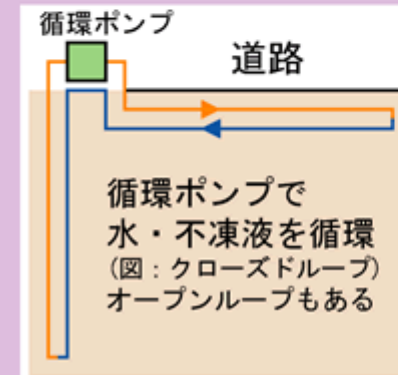 循環ポンプ
道路
循環ポンプで
水・不凍液を循環
（図：クローズドループ）
オープンループもある